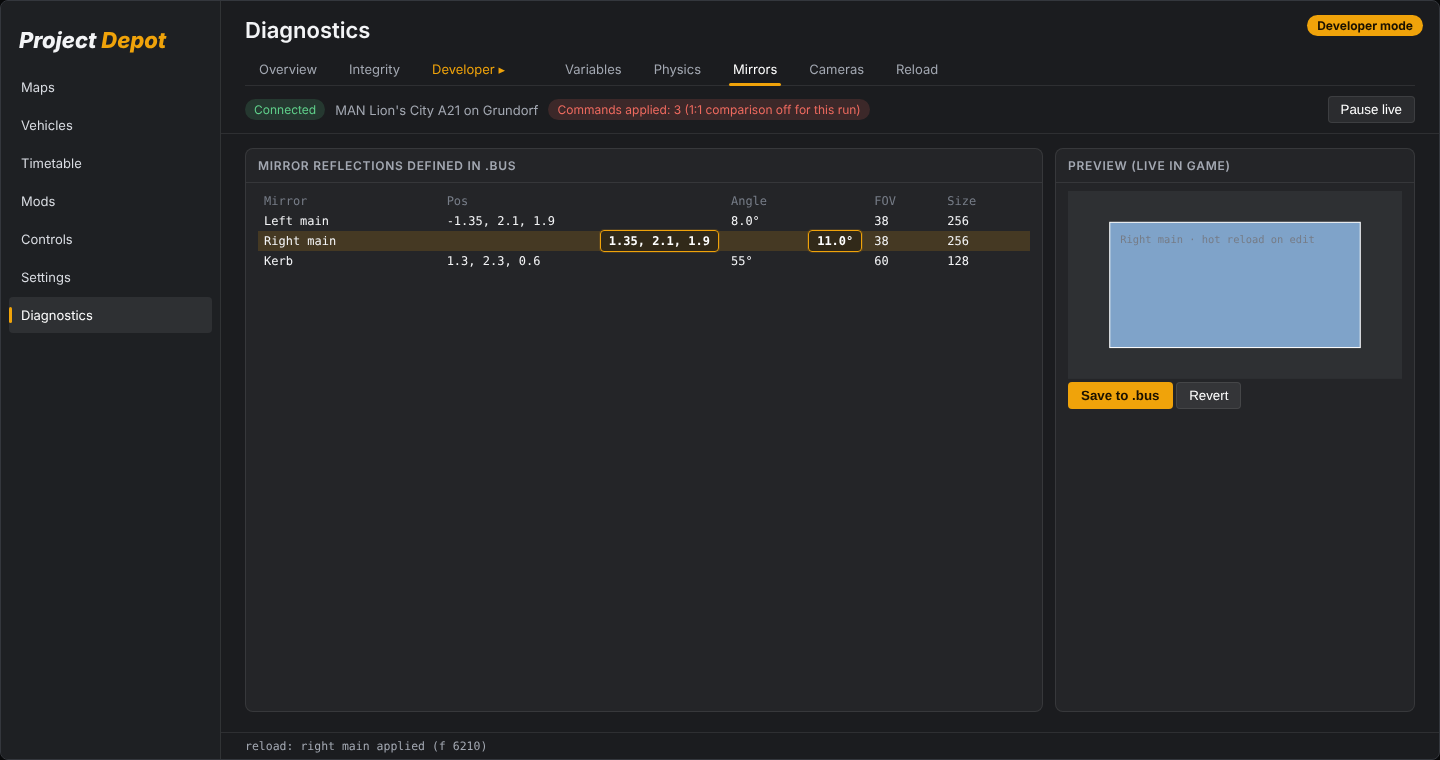 Project Depot
Developer mode
Maps
Vehicles
Timetable
Mods
Controls
Settings
Diagnostics
Diagnostics
Overview Integrity Developer ▸ Variables Physics Mirrors Cameras Reload
Connected MAN Lion's City A21 on Grundorf Commands applied: 3 (1:1 comparison off for this run) Pause live
MIRROR REFLECTIONS DEFINED IN .BUS
Mirror Pos Angle FOV Size
Left main -1.35, 2.1, 1.9 8.0° 38 256
Right main 1.35, 2.1, 1.9 11.0° 38 256
Kerb 1.3, 2.3, 0.6 55° 60 128
PREVIEW (LIVE IN GAME)
Right main · hot reload on edit
Save to .bus Revert
reload: right main applied (f 6210)